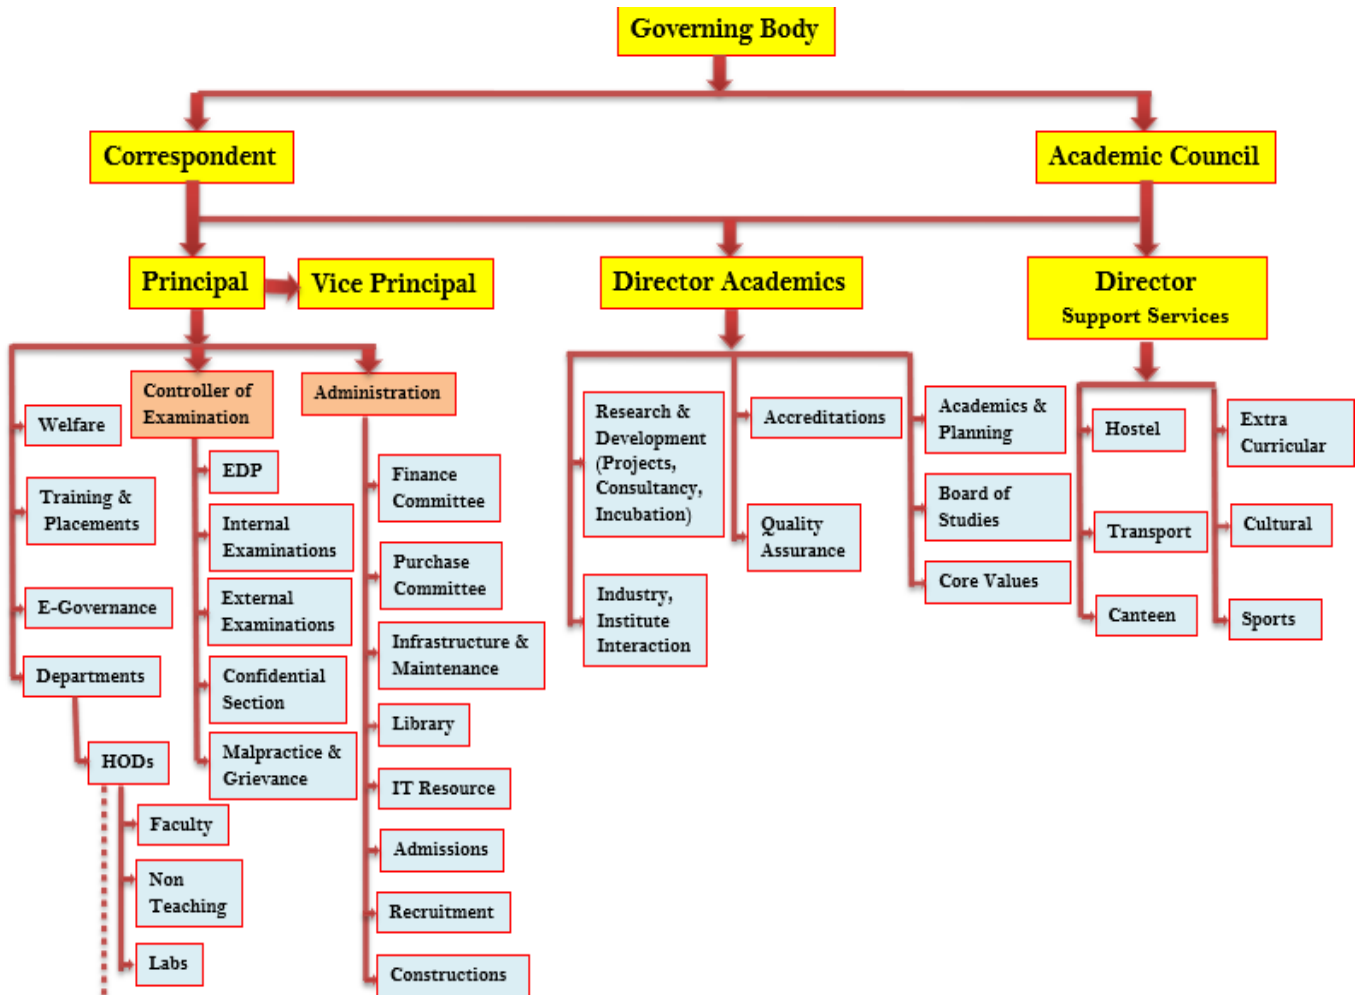 Governing Body
Correspondent
Academic Council
Principal
Vice Principal
Director Academics
Director
Support Services
Welfare
Training &
Placements
E-Governance
Departments
HODs
Faculty
Non
Teaching
Labs
Controller of
Examination
EDP
Internal
Examinations
External
Examinations
Confidential
Section
Malpractice &
Grievance
Administration
Finance
Committee
Purchase
Committee
Infrastructure &
Maintenance
Library
IT Resource
Admissions
Recruitment
Constructions
Research &
Development
(Projects,
Consultancy,
Incubation)
Industry,
Institute
Interaction
Accreditations
Quality
Assurance
Academics &
Planning
Board of
Studies
Core Values
Hostel
Transport
Canteen
Extra
Curricular
Cultural
Sports